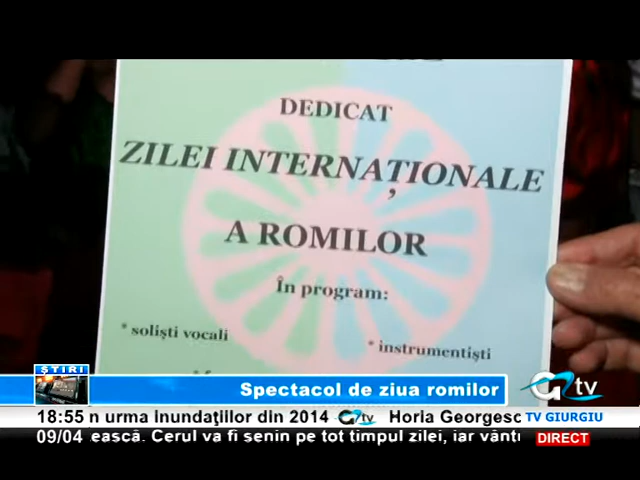 DEDICAT
ZILEI INTERNAȚIONALE
A ROMILOR
În program:
* soliști vocali
* instrumentiști
ȘTIRI
Spectacol de ziua romilor
G tv
18:55 n urma Inundațiilor din 2014 G tv Horia Georgesc TV GIURGIU
09/04 ească. Cerul va fi senin pe tot timpul zilei, iar vânt DIRECT